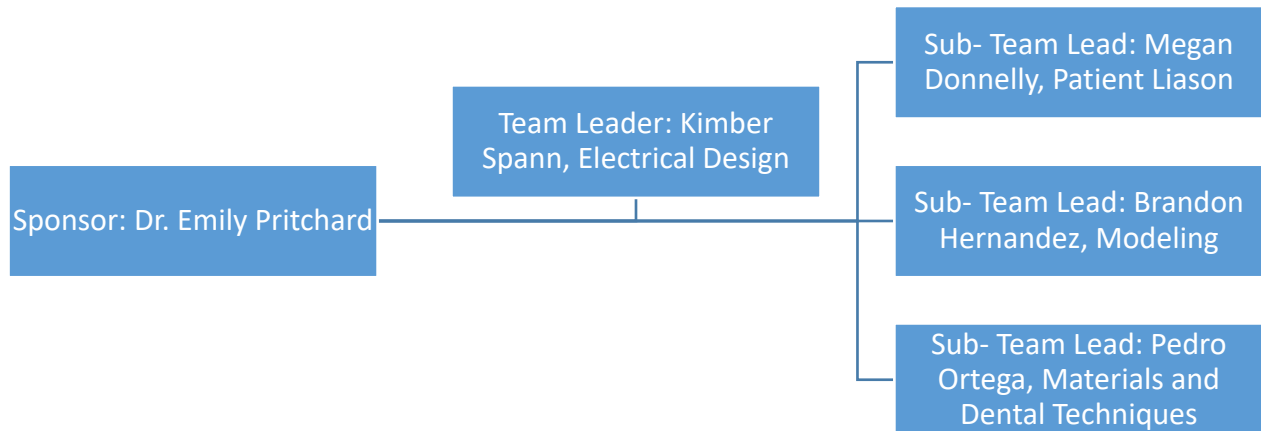 Sponsor: Dr. Emily Pritchard
Team Leader: Kimber
Spann, Electrical Design
Sub- Team Lead: Megan
Donnelly, Patient Liason
Sub- Team Lead: Brandon
Hernandez, Modeling
Sub- Team Lead: Pedro
Ortega, Materials and
Dental Techniques